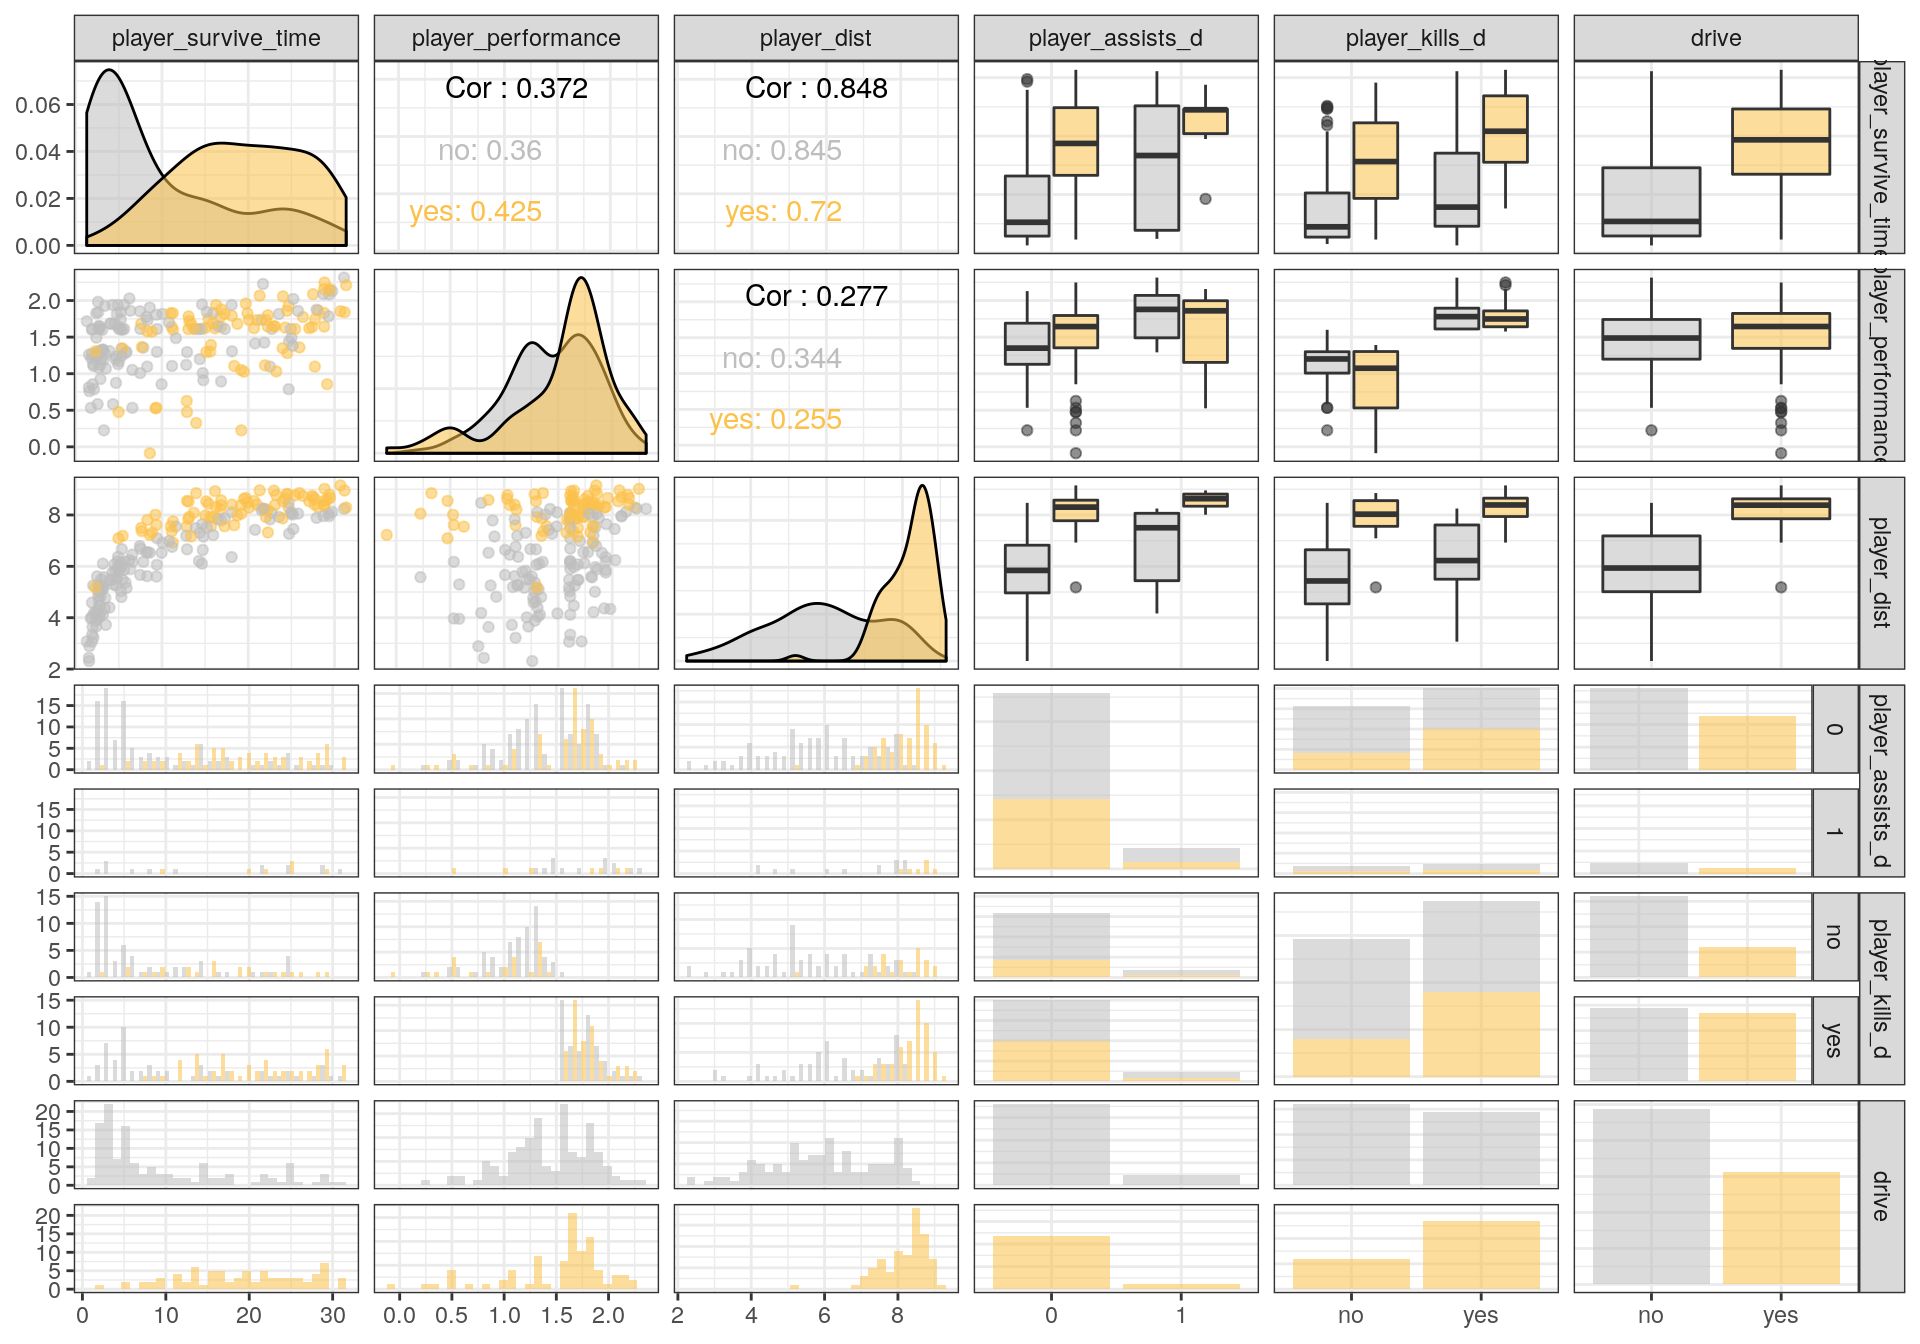 player_survive_time player_performance player_dist player_assists_d player_kills_d drive
0.06
0.04
0.02
0.00
Cor : 0.372
no: 0.36
yes: 0.425
Cor : 0.848
no: 0.845
yes: 0.72
player_survive_time
2.0
1.5
1.0
0.5
0.0
Cor : 0.277
no: 0.344
yes: 0.255
player_performance
8
6
4
2
player_dist
15
10
5
0
0
player_assists_d
15
10
5
0
1
15
10
5
0
no
player_kills_d
15
10
5
0
yes
20
15
10
5
0
drive
20
15
10
5
0
0 10 20 30 0.0 0.5 1.0 1.5 2.0 2 4 6 8 0 1 no yes no yes